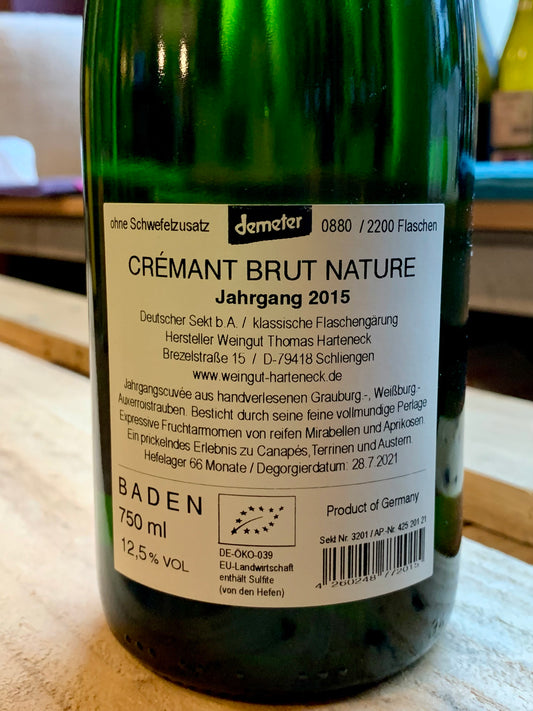 ohne Schwefelzusatz demeter 0880 / 2200 Flaschen
CRÉMANT BRUT NATURE
Jahrgang 2015
Deutscher Sekt b.A. / klassische Flaschengärung
Hersteller Weingut Thomas Harteneck
Brezelstraße 15 / D-79418 Schliengen
www.weingut-harteneck.de
Jahrgangscuvée aus handverlesenen Grauburg.-, Weißburg.-
Auxerroistrauben. Besticht durch seine feine vollmundige Perlage
Expressive Fruchtarmomen von reifen Mirabellen und Aprikosen.
Ein prickelndes Erlebnis zu Canapés, Terrinen und Austern.
Hefelager 66 Monate / Degorgierdatum: 28.7.2021
BADEN
750 ml
12,5% VOL
DE-ÖKO-039
EU-Landwirtschaft
enthält Sulfite
(von den Hefen)
Product of Germany
Sekt Nr. 3201 / AP-Nr. 425 201 21
4 260248 772015